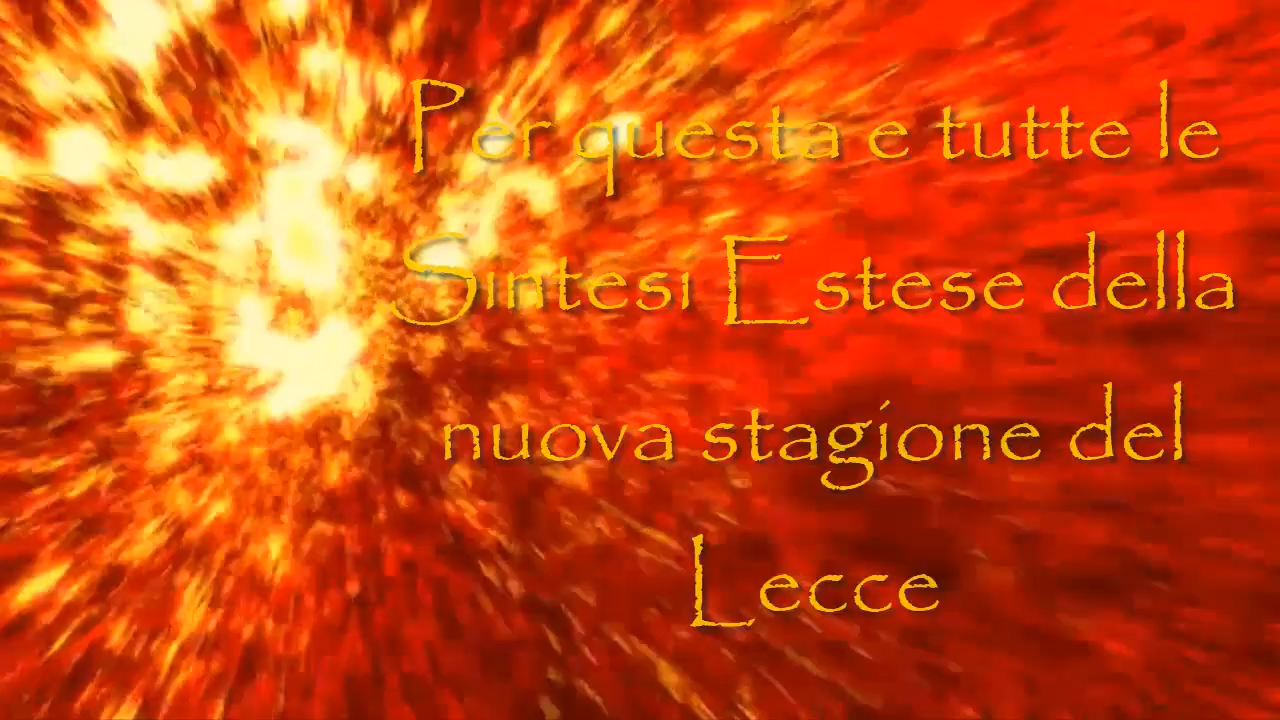 Per questa e tutte le
Sintesi Estese della
nuova stagione del
Lecce